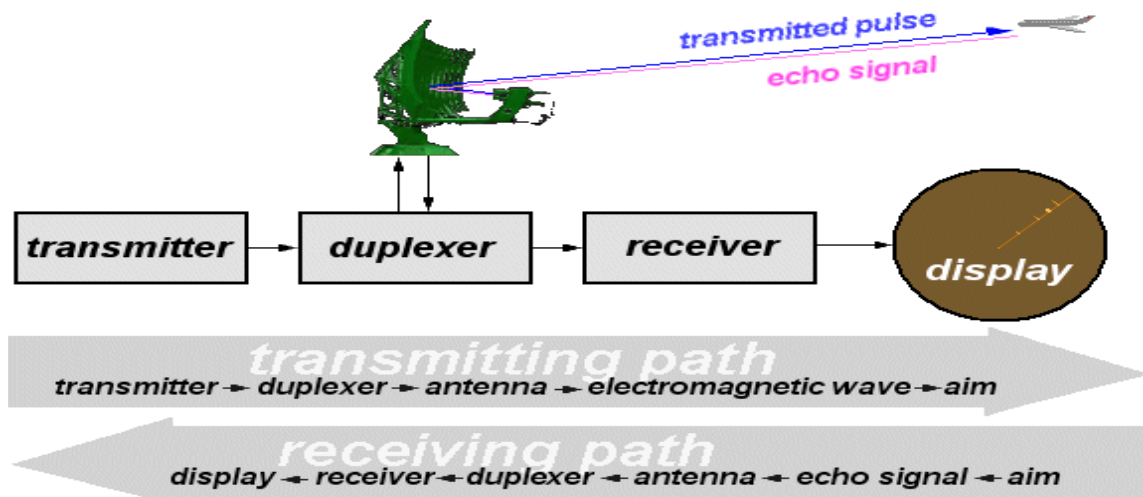 transmitted pulse
echo signal
transmitter
duplexer
receiver
display
transmitting path
transmitter → duplexer → antenna → electromagnetic wave → aim
receiving path
display ← receiver ← duplexer ← antenna ← echo signal ← aim